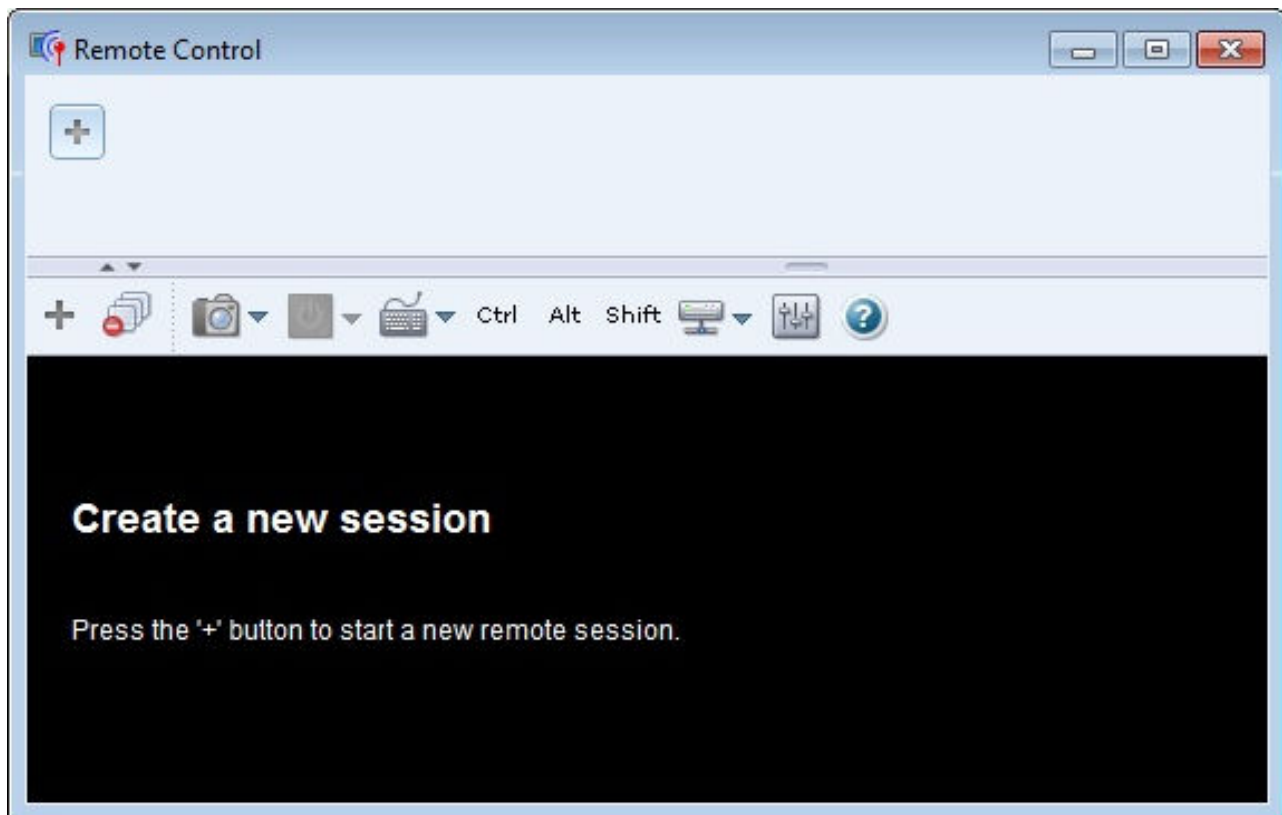 Remote Control
Ctrl Alt Shift
Create a new session
Press the '+' button to start a new remote session.